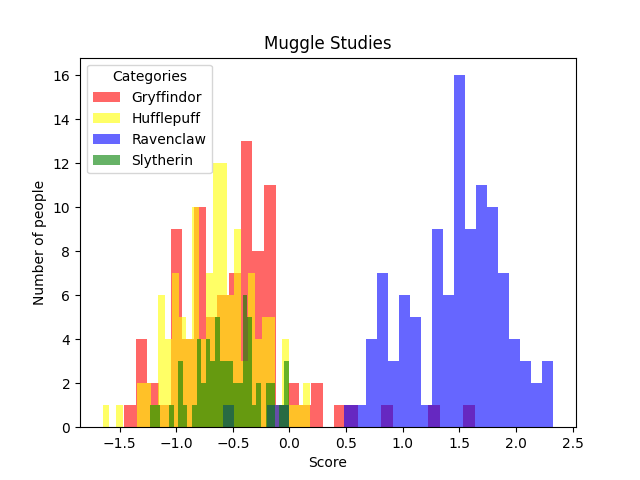 Muggle Studies
Categories
Gryffindor
Hufflepuff
Ravenclaw
Slytherin
Number of people
16
14
12
10
8
6
4
2
0
−1.5 −1.0 −0.5 0.0 0.5 1.0 1.5 2.0 2.5
Score